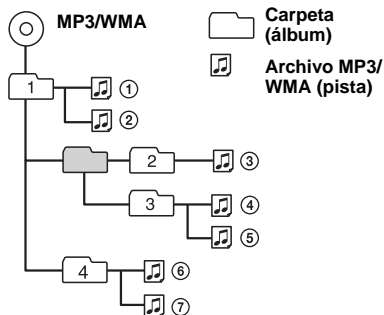 MP3/WMA
Carpeta
(álbum)
Archivo MP3/
WMA (pista)
1
①
②
2
③
3
④
⑤
4
⑥
⑦